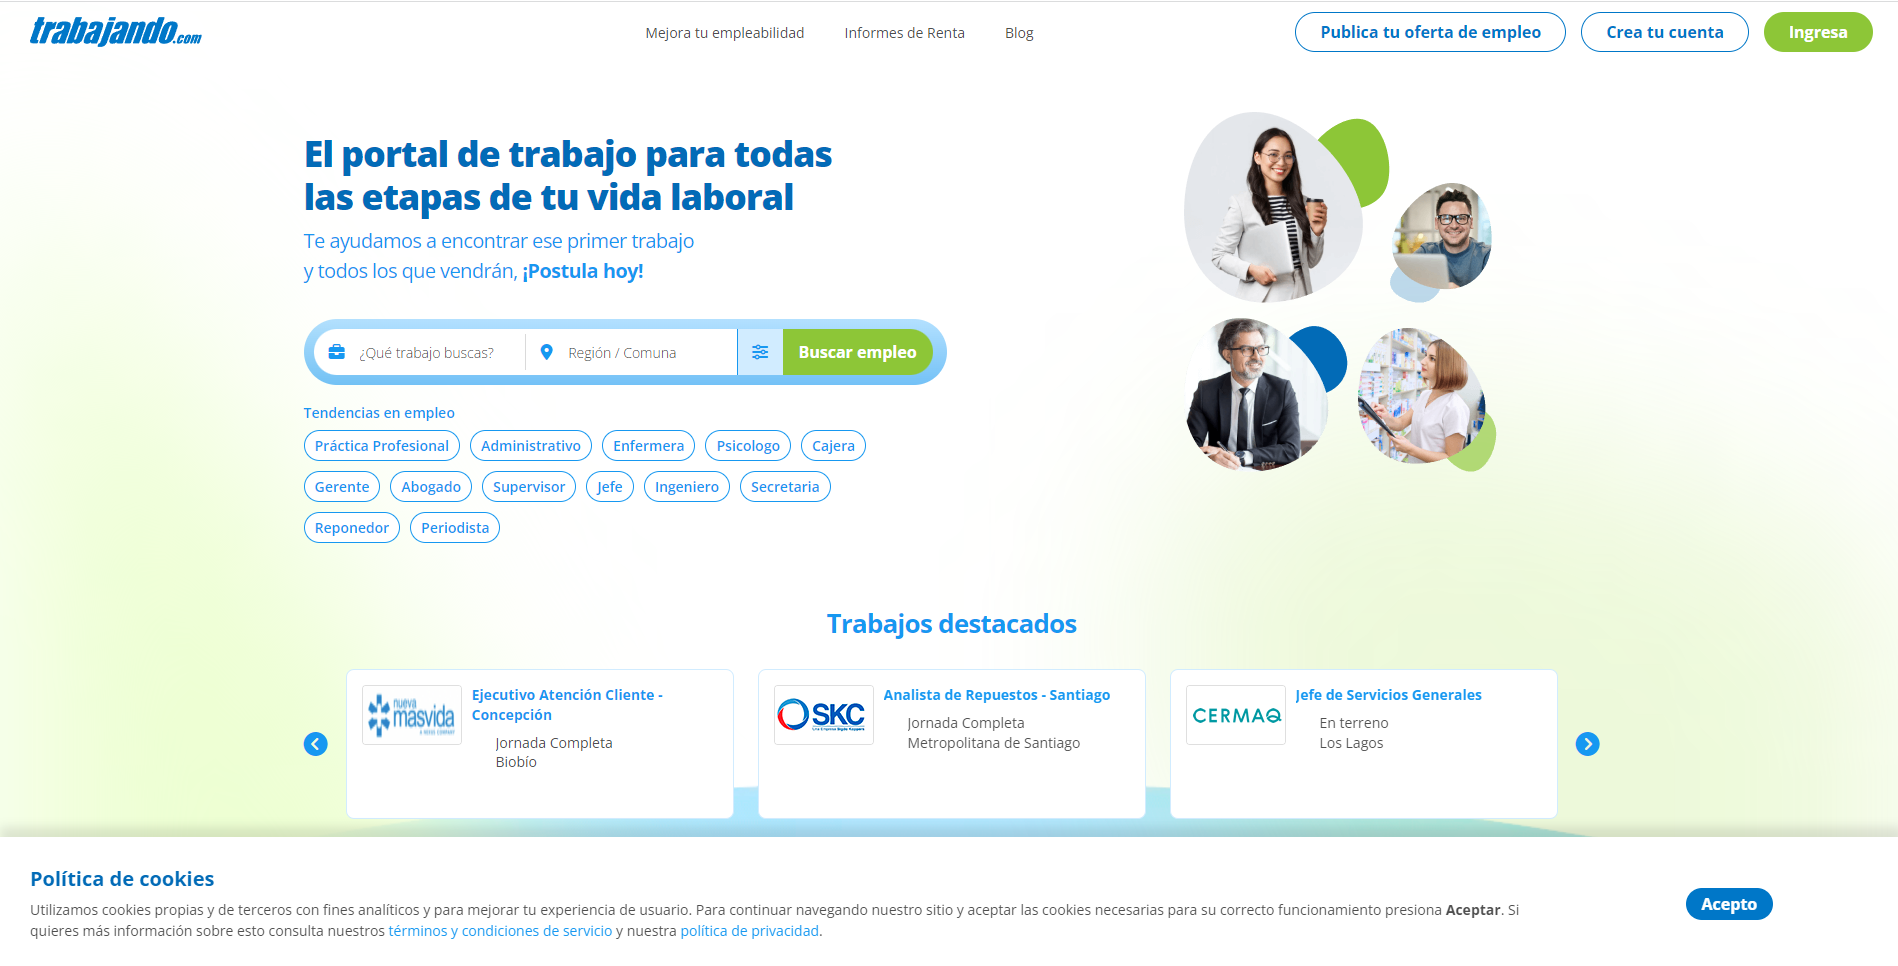 trabajando.com
Mejora tu empleabilidad
Informes de Renta
Blog
Publica tu oferta de empleo
Crea tu cuenta
Ingresa
El portal de trabajo para todas
las etapas de tu vida laboral
Te ayudamos a encontrar ese primer trabajo
y todos los que vendrán, ¡Postula hoy!
¿Qué trabajo buscas?
Región / Comuna
Buscar empleo
Tendencias en empleo
Práctica Profesional
Administrativo
Enfermera
Psicologo
Cajera
Gerente
Abogado
Supervisor
Jefe
Ingeniero
Secretaria
Reponedor
Periodista
Trabajos destacados
nueva
masvida
Ejecutivo Atención Cliente -
Concepción
Jornada Completa
Biobío
SKC
Analista de Repuestos - Santiago
Jornada Completa
Metropolitana de Santiago
CERMAQ
Jefe de Servicios Generales
En terreno
Los Lagos
Política de cookies
Utilizamos cookies propias y de terceros con fines analíticos y para mejorar tu experiencia de usuario. Para continuar navegando nuestro sitio y aceptar las cookies necesarias para su correcto funcionamiento presiona Aceptar. Si
quieres más información sobre esto consulta nuestros términos y condiciones de servicio y nuestra política de privacidad.
Acepto